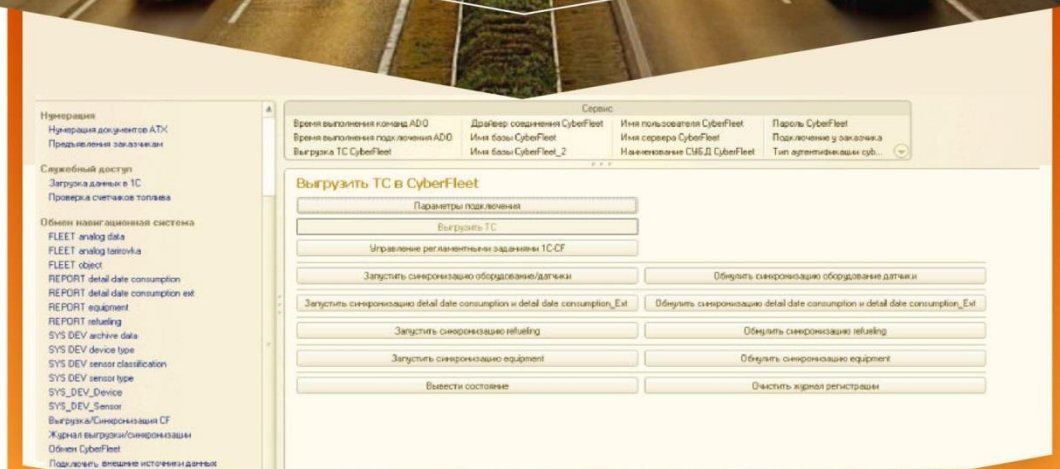 Нумерация
Нумерация документов АТХ
Предъявления заказчикам
Служебный доступ
Загрузка данных в 1С
Проверка счетчиков топлива
Обмен навигационная система
FLEET analog data
FLEET analog tarirovka
FLEET object
REPORT detail date consumption
REPORT detail date consumption ext
REPORT equipment
REPORT refueling
SYS DEV archive data
SYS DEV device type
SYS DEV sensor classification
SYS DEV sensor type
SYS_DEV_Device
SYS_DEV_Sensor
Выгрузка/Синхронизация CF
Журнал выгрузки/синхронизации
Обмен CyberFleet
Подключить внешние источники данных
Сервис
Время выполнения команд ADO
Драйвер соединения CyberFleet
Имя пользователя CyberFleet
Пароль CyberFleet
Время выполнения подключения ADO
Имя базы CyberFleet
Имя сервера CyberFleet
Подключение у заказчика
Выгрузка ТС CyberFleet
Имя базы CyberFleet_2
Наименование СУБД CyberFleet
Тип аутентификации cyb...
Выгрузить ТС в CyberFleet
Параметры подключения
Выгрузить ТС
Управление регламентными заданиями 1С-CF
Запустить синхронизацию оборудование/датчики
Обнулить синхронизацию оборудование датчики
Запустить синхронизацию detail date consumption и detail date consumption_Ext
Обнулить синхронизацию detail date consumption и detail date consumption_Ext
Запустить синхронизацию refueling
Обнулить синхронизацию refueling
Запустить синхронизацию equipment
Обнулить синхронизацию equipment
Вывести состояние
Очистить журнал регистрации